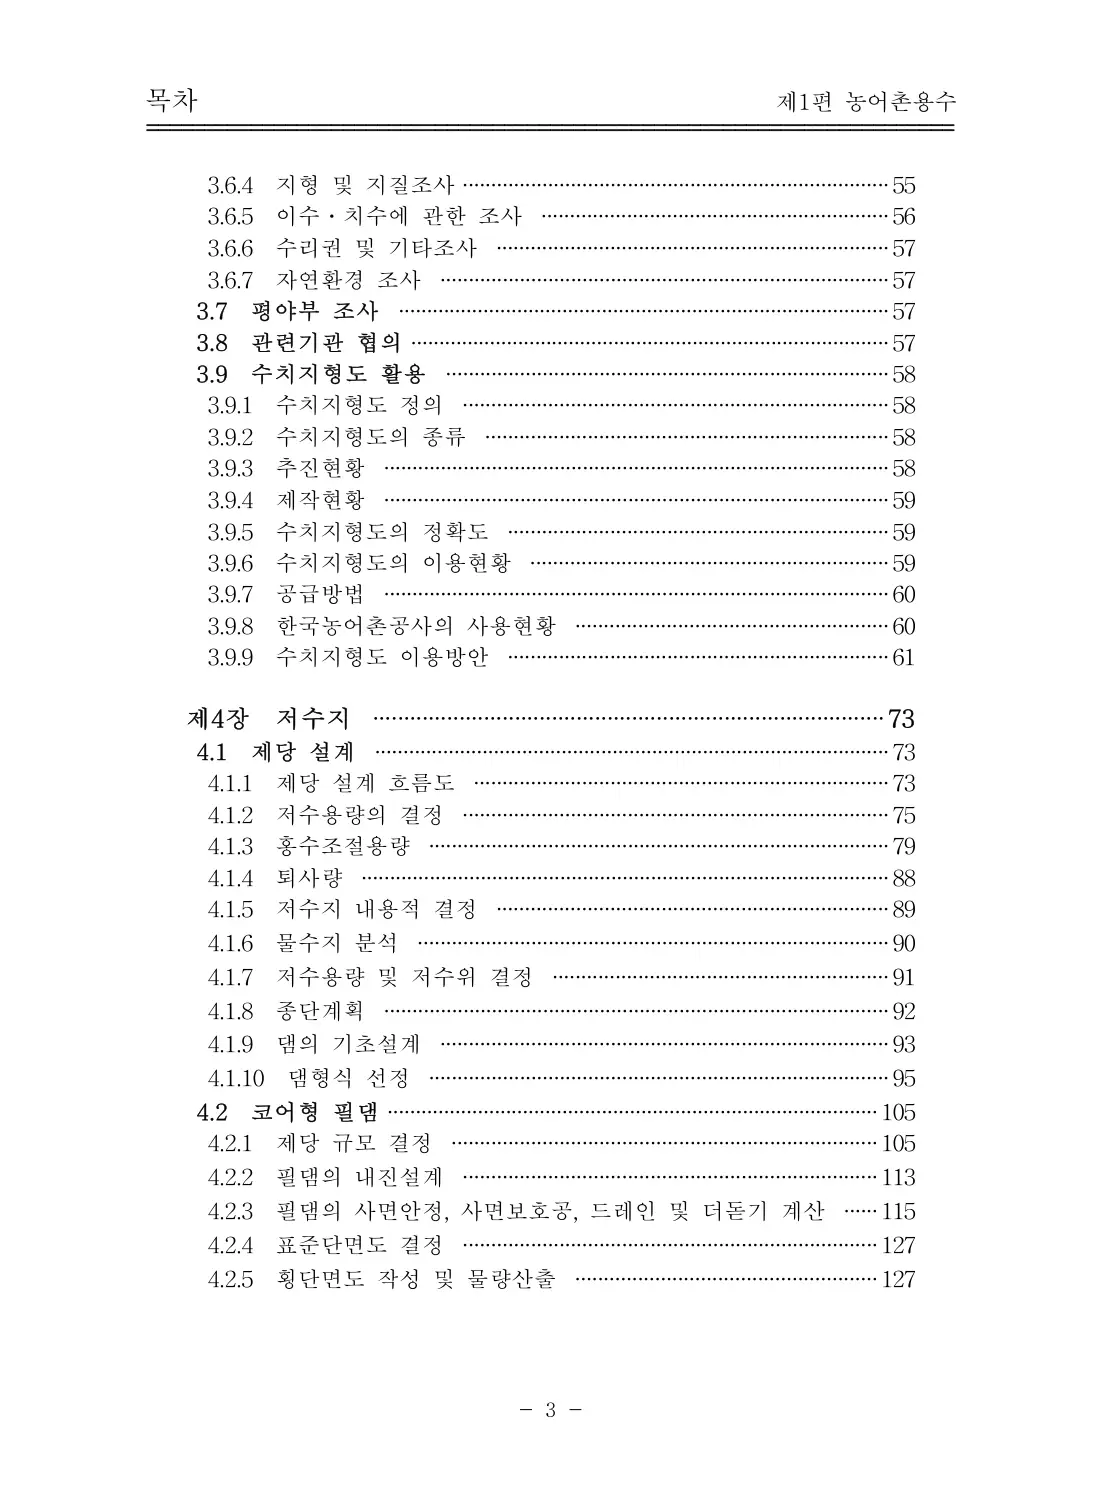 목차 제1편 농어촌용수
3.6.4 지형 및 지질조사 ········ 55
3.6.5 이수·치수에 관한 조사 ········ 56
3.6.6 수리권 및 기타조사 ········ 57
3.6.7 자연환경 조사 ········ 57
3.7 평야부 조사 ········ 57
3.8 관련기관 협의 ········ 57
3.9 수치지형도 활용 ········ 58
3.9.1 수치지형도 정의 ········ 58
3.9.2 수치지형도의 종류 ········ 58
3.9.3 추진현황 ········ 58
3.9.4 제작현황 ········ 59
3.9.5 수치지형도의 정확도 ········ 59
3.9.6 수치지형도의 이용현황 ········ 59
3.9.7 공급방법 ········ 60
3.9.8 한국농어촌공사의 사용현황 ········ 60
3.9.9 수치지형도 이용방안 ········ 61
제4장 저수지 ········ 73
4.1 제당 설계 ········ 73
4.1.1 제당 설계 흐름도 ········ 73
4.1.2 저수용량의 결정 ········ 75
4.1.3 홍수조절용량 ········ 79
4.1.4 퇴사량 ········ 88
4.1.5 저수지 내용적 결정 ········ 89
4.1.6 물수지 분석 ········ 90
4.1.7 저수용량 및 저수위 결정 ········ 91
4.1.8 종단계획 ········ 92
4.1.9 댐의 기초설계 ········ 93
4.1.10 댐형식 선정 ········ 95
4.2 코어형 필댐 ········ 105
4.2.1 제당 규모 결정 ········ 105
4.2.2 필댐의 내진설계 ········ 113
4.2.3 필댐의 사면안정, 사면보호공, 드레인 및 더돋기 계산 ······ 115
4.2.4 표준단면도 결정 ········ 127
4.2.5 횡단면도 작성 및 물량산출 ········ 127
- 3 -